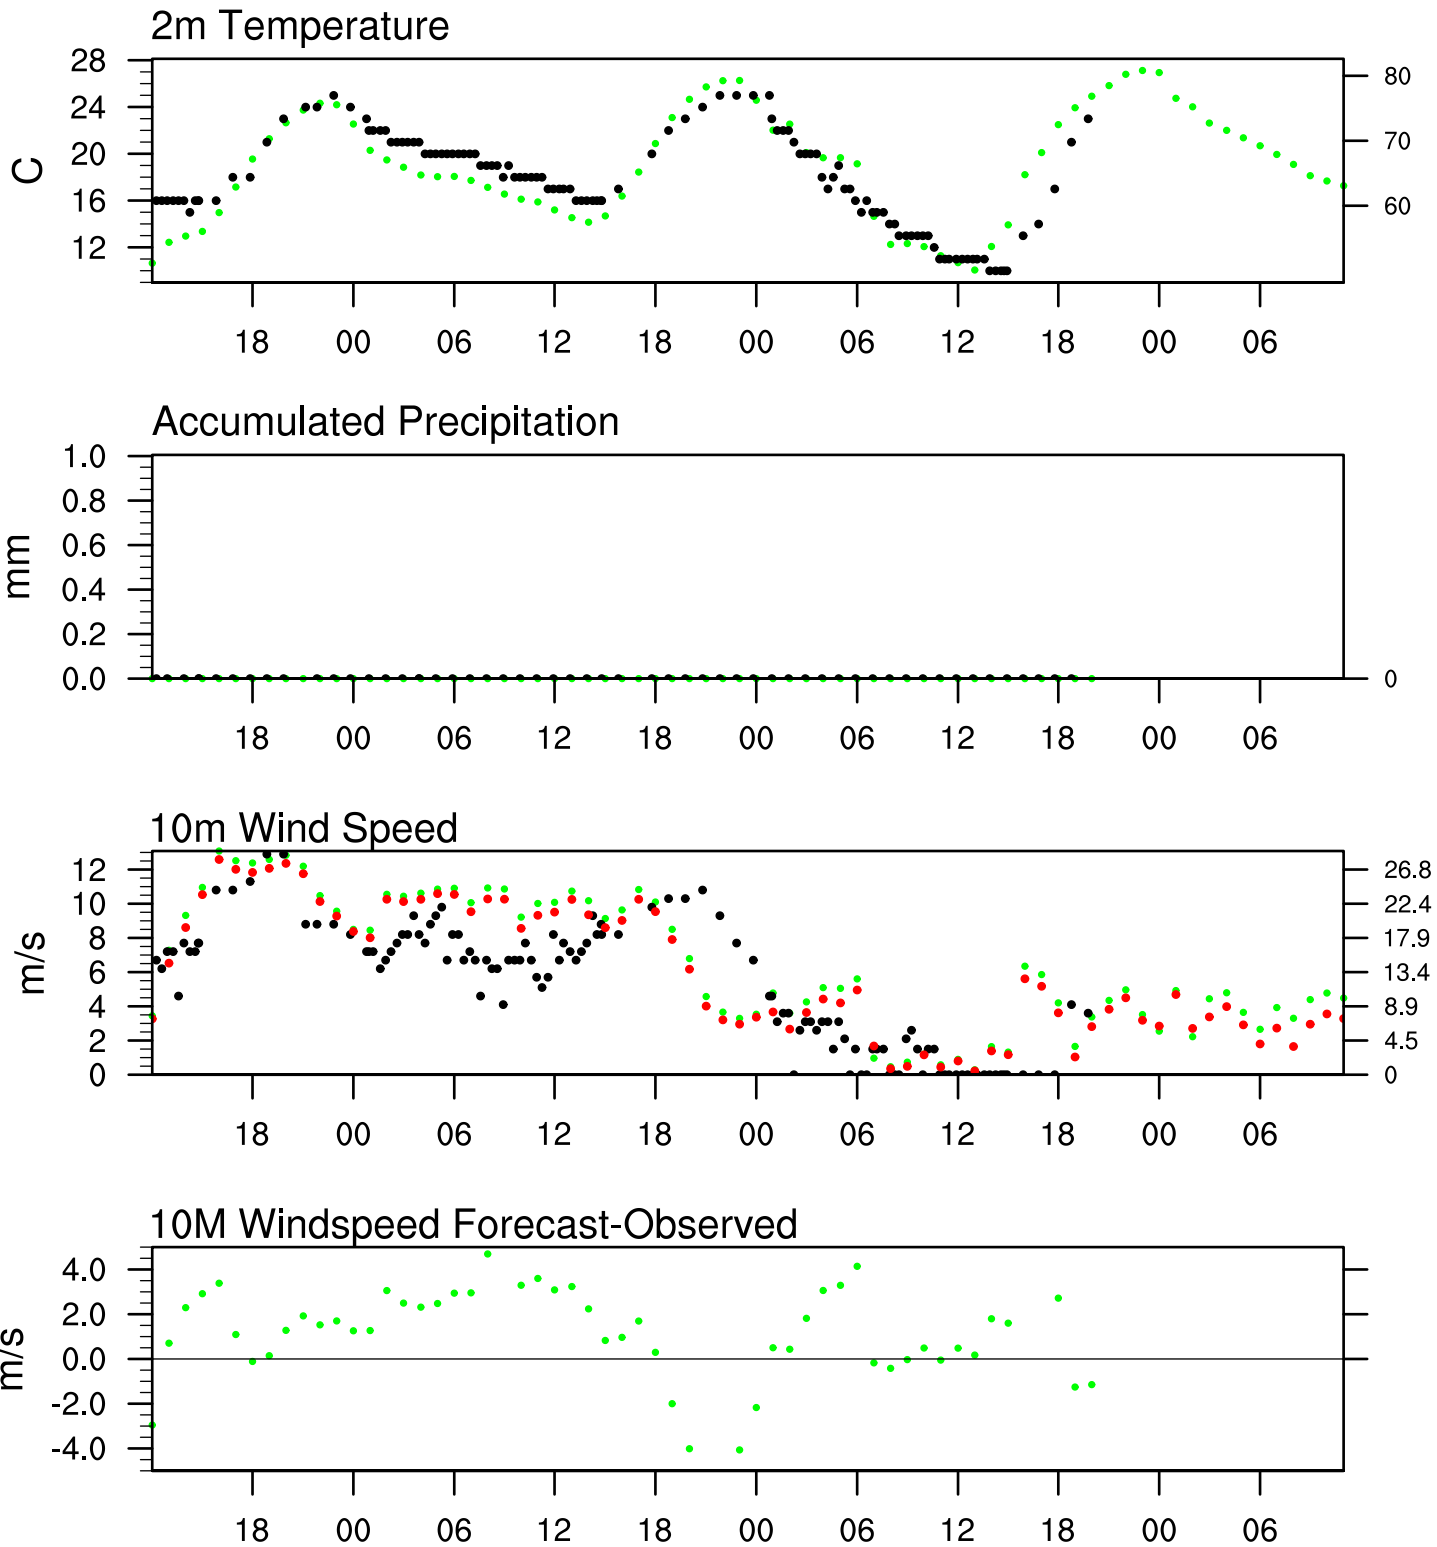 2m Temperature
28
24
20
16
12
C
80
70
60
18 00 06 12 18 00 06 12 18 00 06
Accumulated Precipitation
1.0
0.8
0.6
0.4
0.2
0.0
mm
0
18 00 06 12 18 00 06 12 18 00 06
10m Wind Speed
12
10
8
6
4
2
0
m/s
26.8
22.4
17.9
13.4
8.9
4.5
0
18 00 06 12 18 00 06 12 18 00 06
10M Windspeed Forecast-Observed
4.0
2.0
0.0
-2.0
-4.0
m/s
18 00 06 12 18 00 06 12 18 00 06